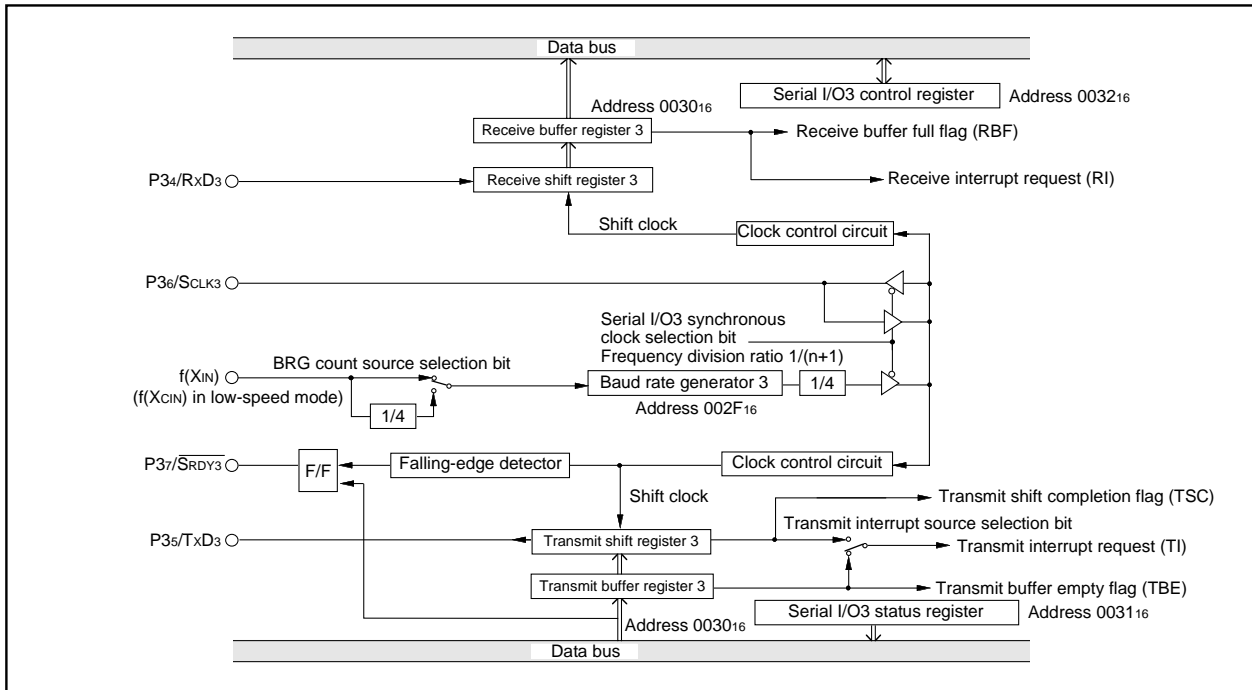 Data bus
Serial I/O3 control register
Address 0032₁₆
Address 0030₁₆
Receive buffer register 3
Receive buffer full flag (RBF)
P3₄/RxD₃
Receive shift register 3
Receive interrupt request (RI)
Shift clock
Clock control circuit
P3₆/SCLK3
Serial I/O3 synchronous
clock selection bit
BRG count source selection bit
Frequency division ratio 1/(n+1)
f(XIN)
(f(XCIN) in low-speed mode)
Baud rate generator 3
1/4
1/4
Address 002F₁₆
P3₇/S̅R̅D̅Y̅3̅
F/F
Falling-edge detector
Clock control circuit
Shift clock
Transmit shift completion flag (TSC)
Transmit interrupt source selection bit
P3₅/TxD₃
Transmit shift register 3
Transmit interrupt request (TI)
Transmit buffer register 3
Transmit buffer empty flag (TBE)
Serial I/O3 status register
Address 0031₁₆
Address 0030₁₆
Data bus